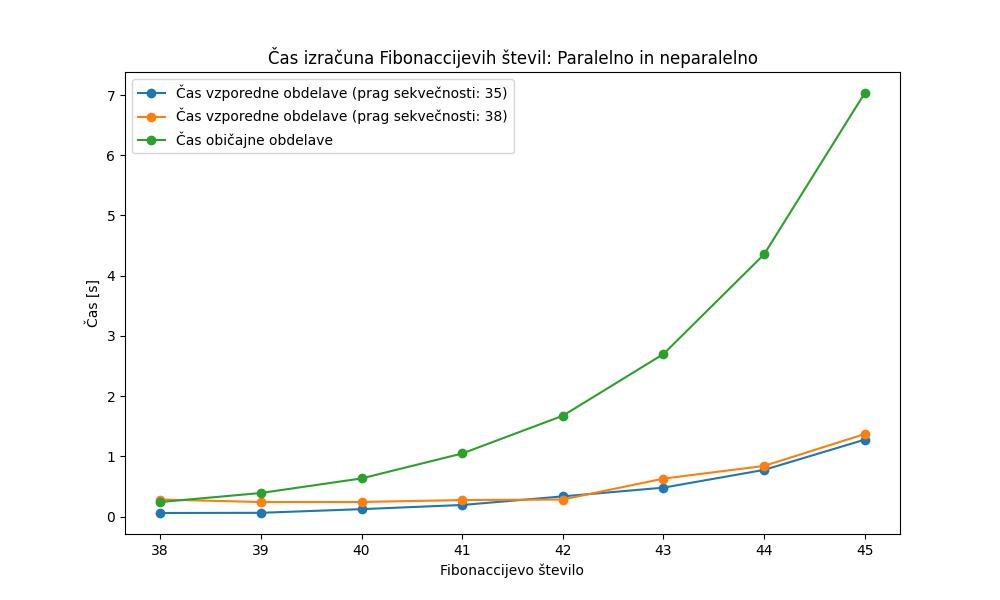 Čas izračuna Fibonaccijevih števil: Paralelno in neparalelno
Čas vzporedne obdelave (prag sekvečnosti: 35)
Čas vzporedne obdelave (prag sekvečnosti: 38)
Čas običajne obdelave
7
6
5
4
3
2
1
0
Čas [s]
38 39 40 41 42 43 44 45
Fibonaccijevo število